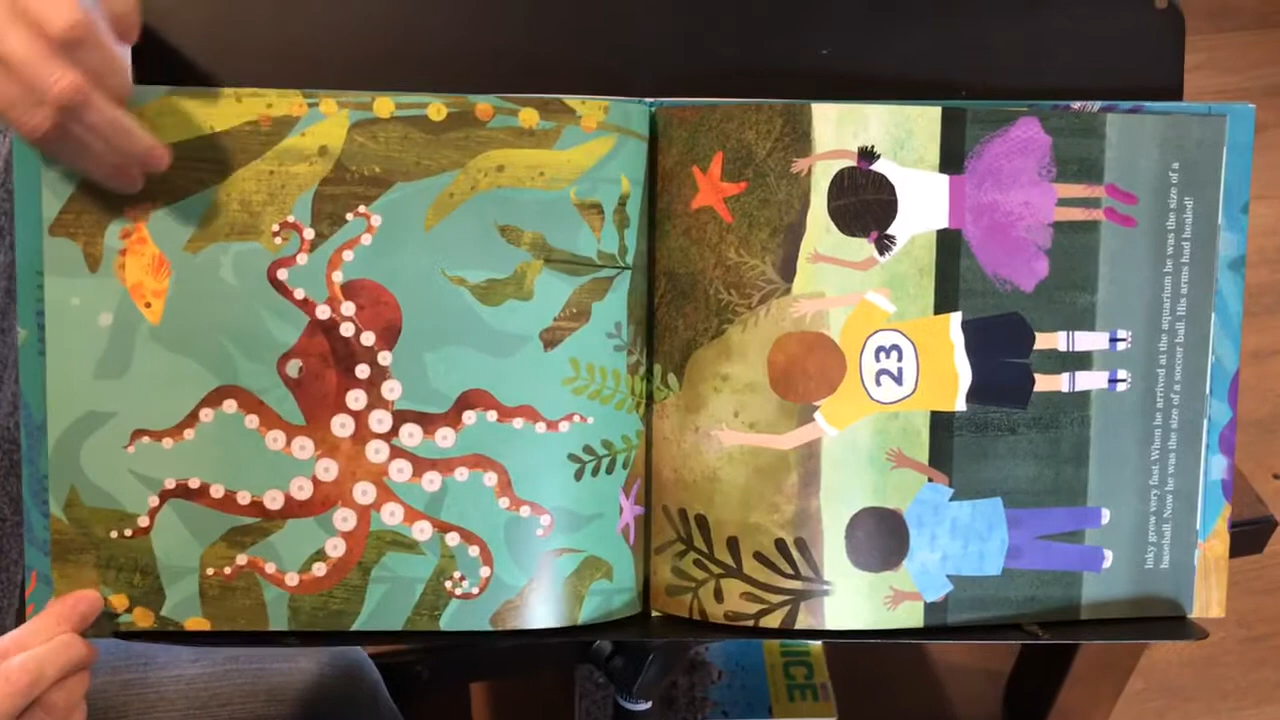 Inky grew very fast. When he arrived at the aquarium he was the size of a
baseball. Now he was the size of a soccer ball. His arms had healed!
23
ICE